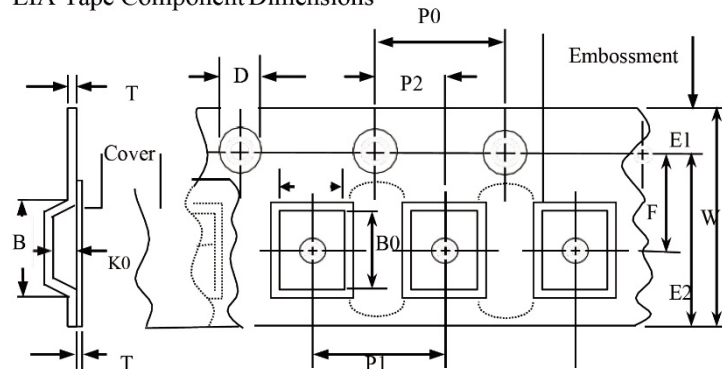 EIA Tape Component Dimensions
P0
D
P2
Embossment
T
Cover
E1
F
W
B
B0
K0
E2
T
P1